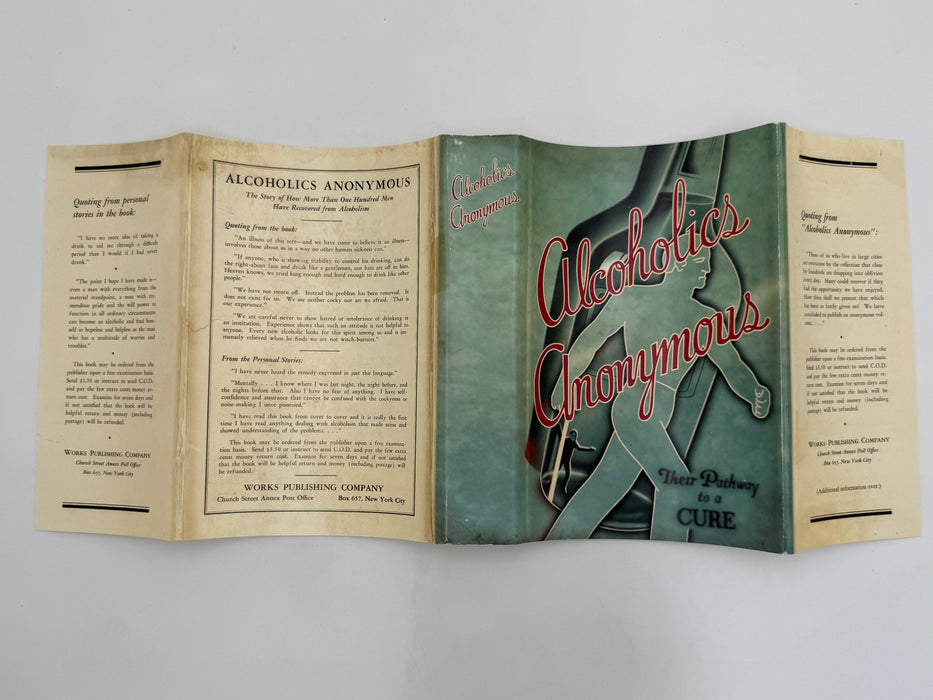 Quoting from personal
stories in the book:
"I have no more idea of taking a
drink to aid me through a difficult
period than I would if I had never
drunk."
"The point I hope I have made is—
even a man with everything from the
material standpoint, a man with tre-
mendous pride and the will power to
function in all ordinary circumstances
can become an alcoholic and find him-
self as hopeless and helpless as the man
who has a multitude of worries and
troubles."
This book may be ordered from the
publisher upon a free examination basis.
Send $3.50 or instruct to send C.O.D.
and pay the few extra cents money re-
turn cost. Examine for seven days and
if not satisfied that the book will be
helpful return and money (including
postage) will be refunded.
WORKS PUBLISHING COMPANY
Church Street Annex Post Office
Box 657, New York City
ALCOHOLICS ANONYMOUS
The Story of How More Than One Hundred Men
Have Recovered from Alcoholism
Quoting from the book:
"An illness of this sort—and we have come to believe it an illness—
involves those about us in a way no other human sickness can."
"If anyone, who is showing inability to control his drinking, can do
the right-about face and drink like a gentleman, our hats are off to him.
Heaven knows, we tried long enough and hard enough to drink like other
people."
"We have not sworn off. Instead the problem has been removed. It
does not exist for us. We are neither cocky nor are we afraid. That is
our experience."
"We are careful never to show hatred or intolerance of drinking as
an institution. Experience shows that such an attitude is not helpful to
anyone. Every new alcoholic looks for this spirit among us and is im-
mensely relieved when he finds we are not witch-burners."
From the Personal Stories:
"I have never heard the remedy expressed in just this language."
"Mentally . . . I know where I was last night, the night before, and
the nights before that. Also I have no fear of anything. I have self-
confidence and assurance that cannot be confused with the cockyness or
noise-making I once possessed."
"I have read this book from cover to cover and it is really the first
time I have read anything dealing with alcoholism that made sense and
showed understanding of the problems. . . ."
This book may be ordered from the publisher upon a free examina-
tion basis. Send $3.50 or instruct to send C.O.D. and pay the few extra
cents money return cost. Examine for seven days and if not satisfied
that the book will be helpful return and money (including postage) will
be refunded.
WORKS PUBLISHING COMPANY
Church Street Annex Post Office Box 657, New York City
Alcoholics
Anonymous
Alcoholics
Anonymous
Their Pathway
to a
CURE
Quoting from
"Alcoholics Anonymous":
"Those of us who live in large cities
are overcome by the reflection that close
by hundreds are dropping into oblivion
every day. Many could recover if they
had the opportunity we have enjoyed.
How then shall we present that which
has been so freely given us? We have
concluded to publish an anonymous vol-
ume. . . ."
This book may be ordered from the
publisher upon a free examination basis.
Send $3.50 or instruct to send C.O.D.
and pay the few extra cents money re-
turn cost. Examine for seven days and
if not satisfied that the book will be
helpful return and money (including
postage) will be refunded.
WORKS PUBLISHING COMPANY
Church Street Annex Post Office
Box 657, New York City
(Additional information over.)